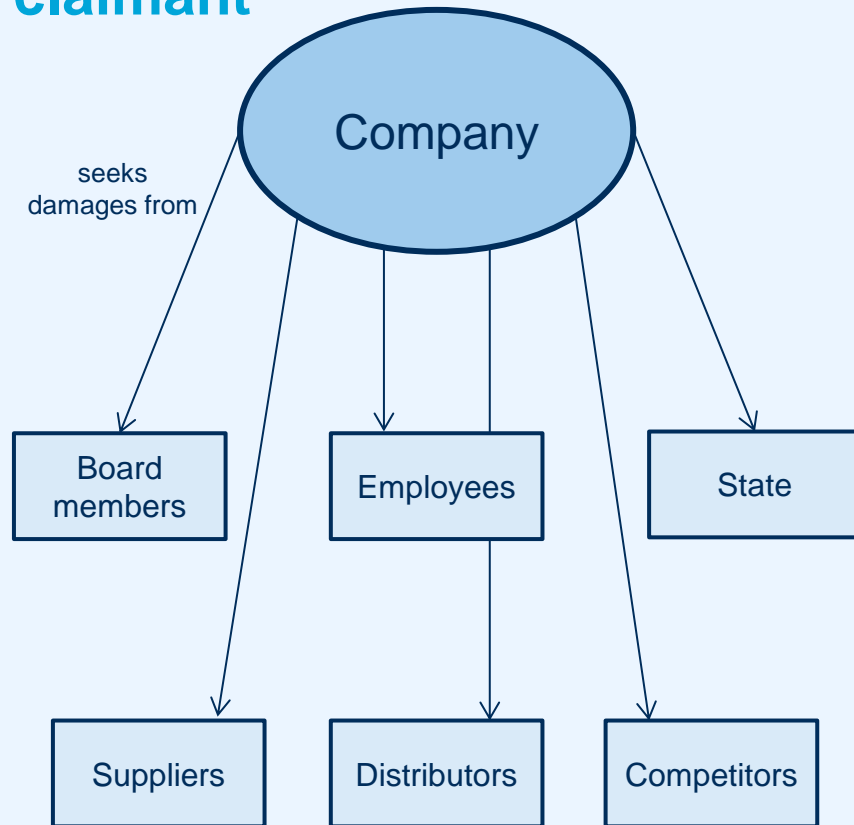 claimant
Company
seeks
damages from
Board
members
Employees
State
Suppliers
Distributors
Competitors